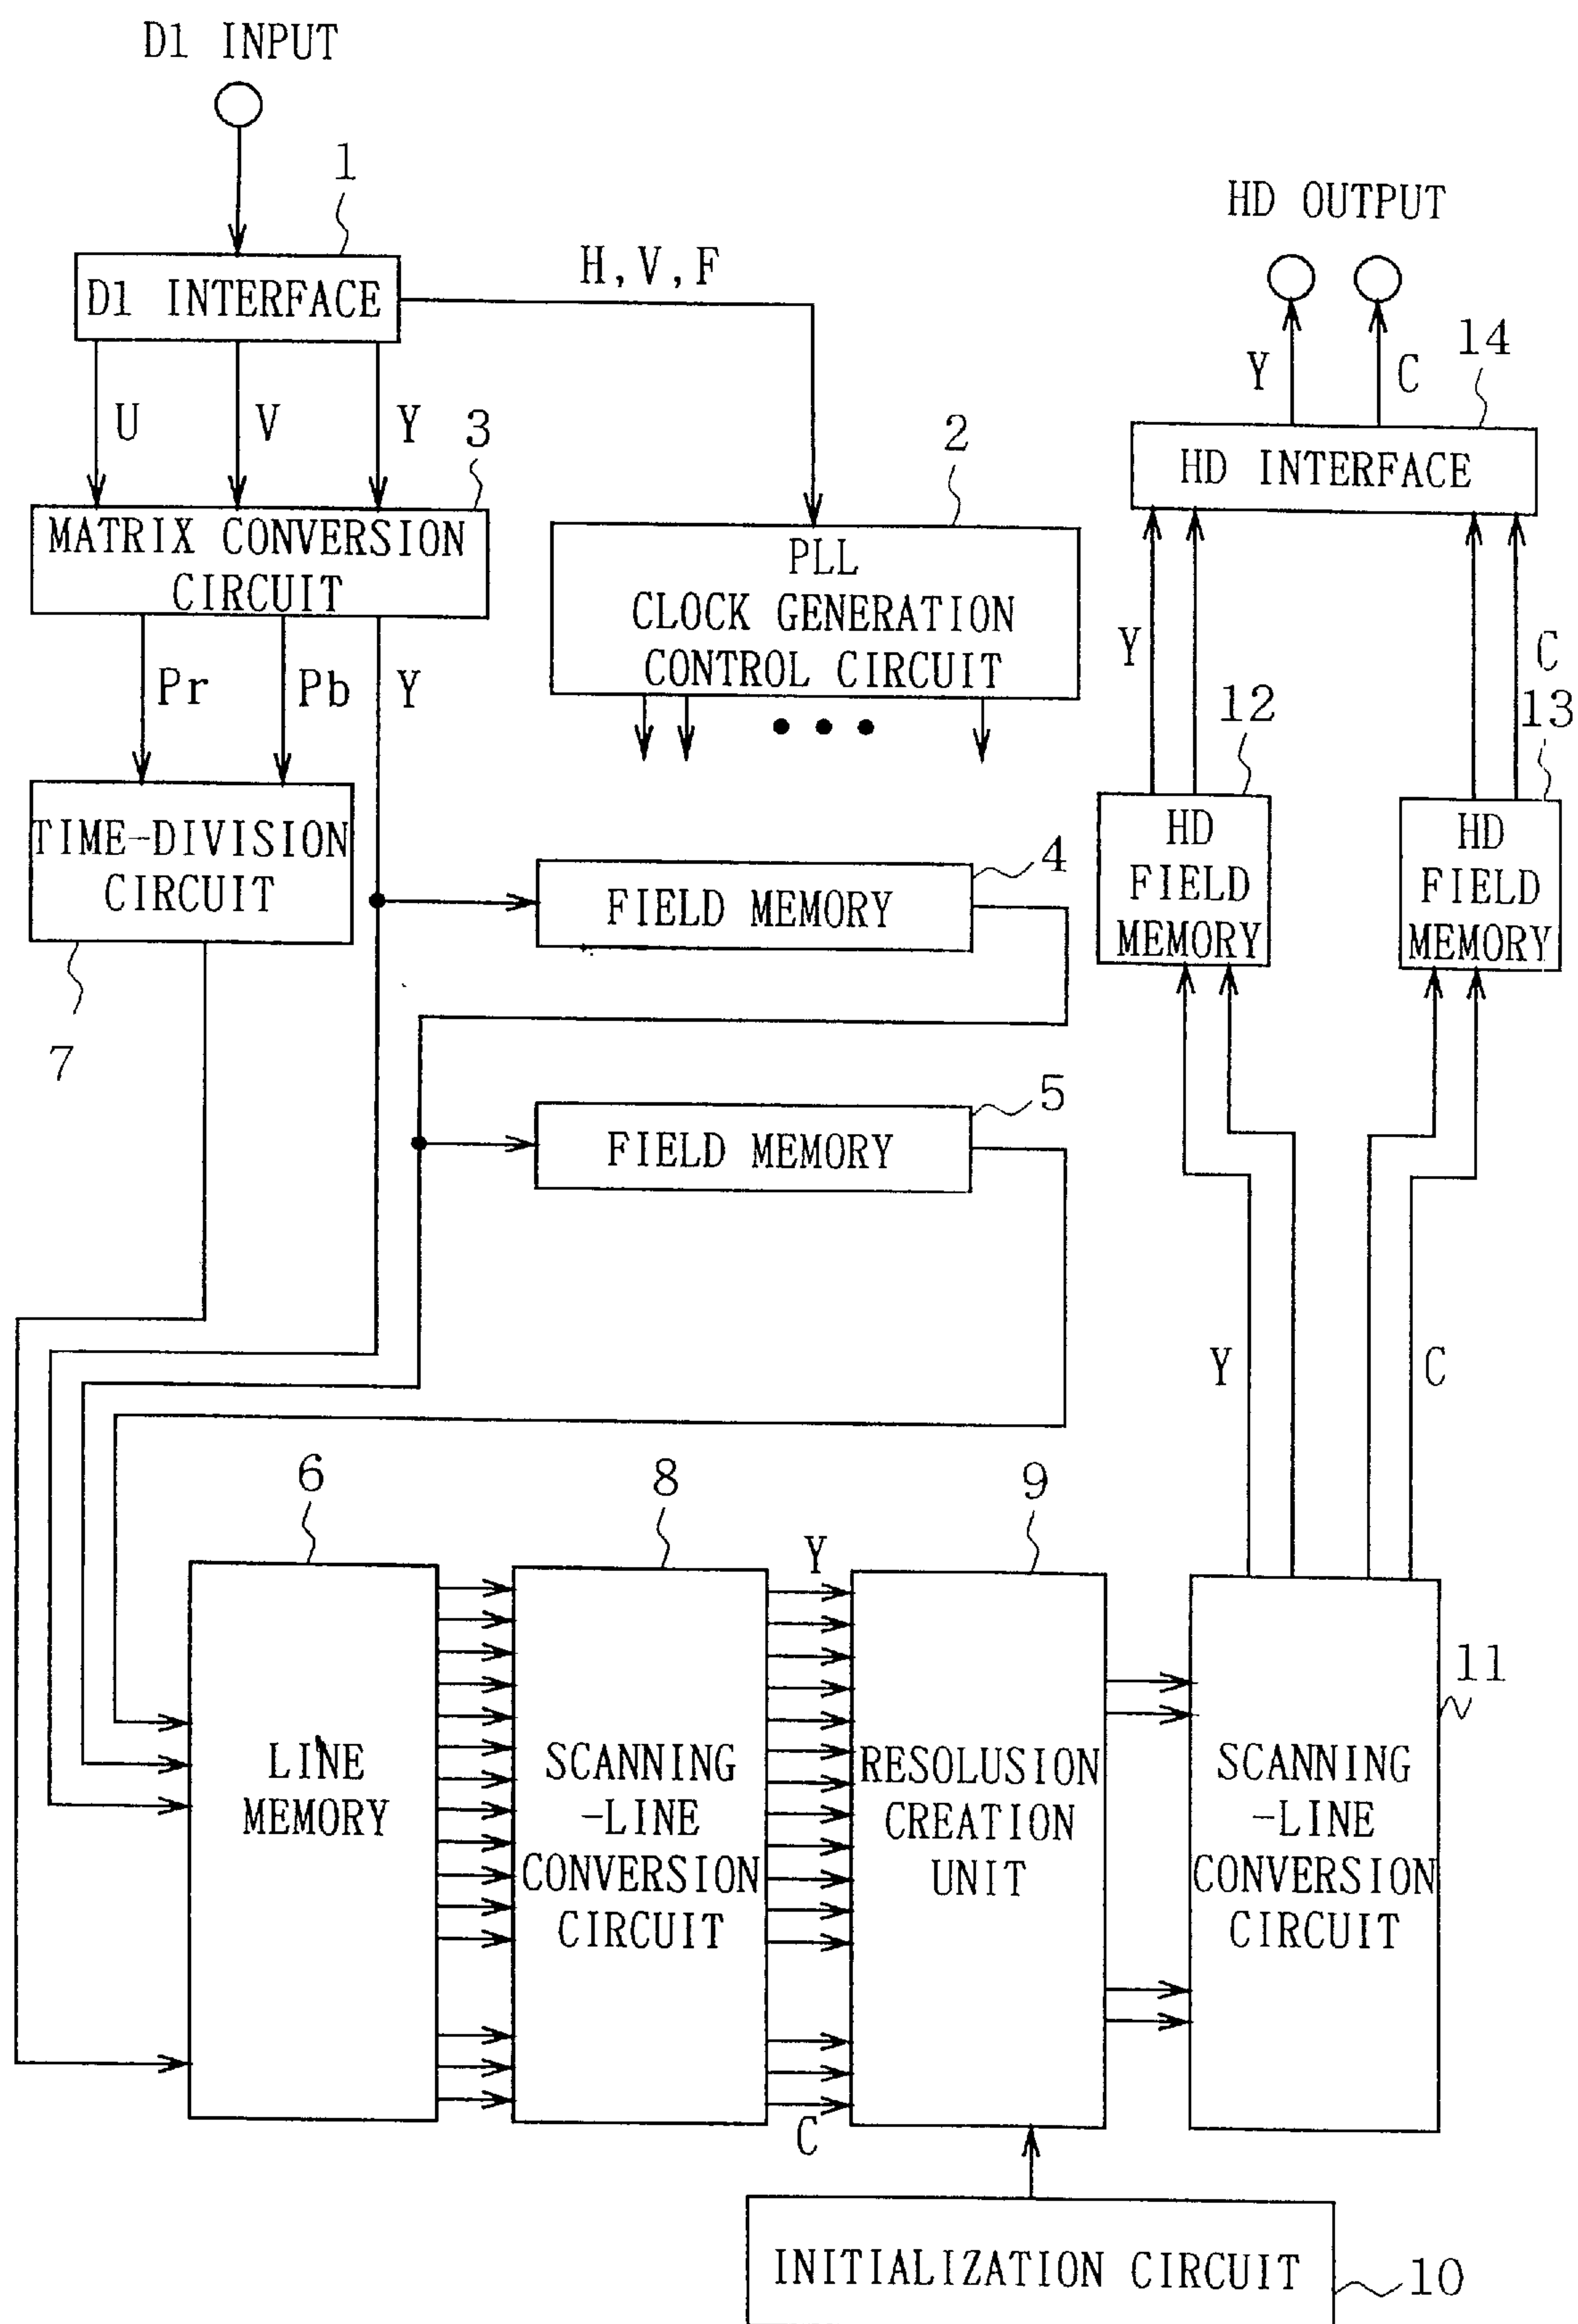 D1 INPUT
1
D1 INTERFACE
H,V,F
HD OUTPUT
Y
C
14
HD INTERFACE
U
V
Y
3
MATRIX CONVERSION
CIRCUIT
2
PLL
CLOCK GENERATION
CONTROL CIRCUIT
Pr
Pb
Y
Y
C
12
13
TIME-DIVISION
CIRCUIT
7
4
FIELD MEMORY
HD
FIELD
MEMORY
HD
FIELD
MEMORY
5
FIELD MEMORY
Y
C
6
LINE
MEMORY
8
SCANNING
-LINE
CONVERSION
CIRCUIT
Y
C
9
RESOLUSION
CREATION
UNIT
11
SCANNING
-LINE
CONVERSION
CIRCUIT
INITIALIZATION CIRCUIT
10